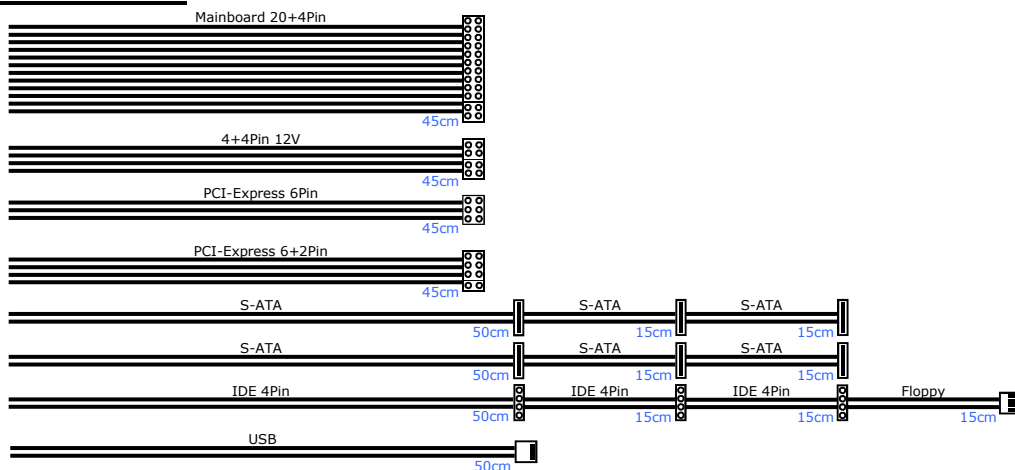 Mainboard 20+4Pin
45cm
4+4Pin 12V
45cm
PCI-Express 6Pin
45cm
PCI-Express 6+2Pin
45cm
S-ATA S-ATA S-ATA
50cm 15cm 15cm
S-ATA S-ATA S-ATA
50cm 15cm 15cm
IDE 4Pin IDE 4Pin IDE 4Pin Floppy
50cm 15cm 15cm 15cm
USB
50cm